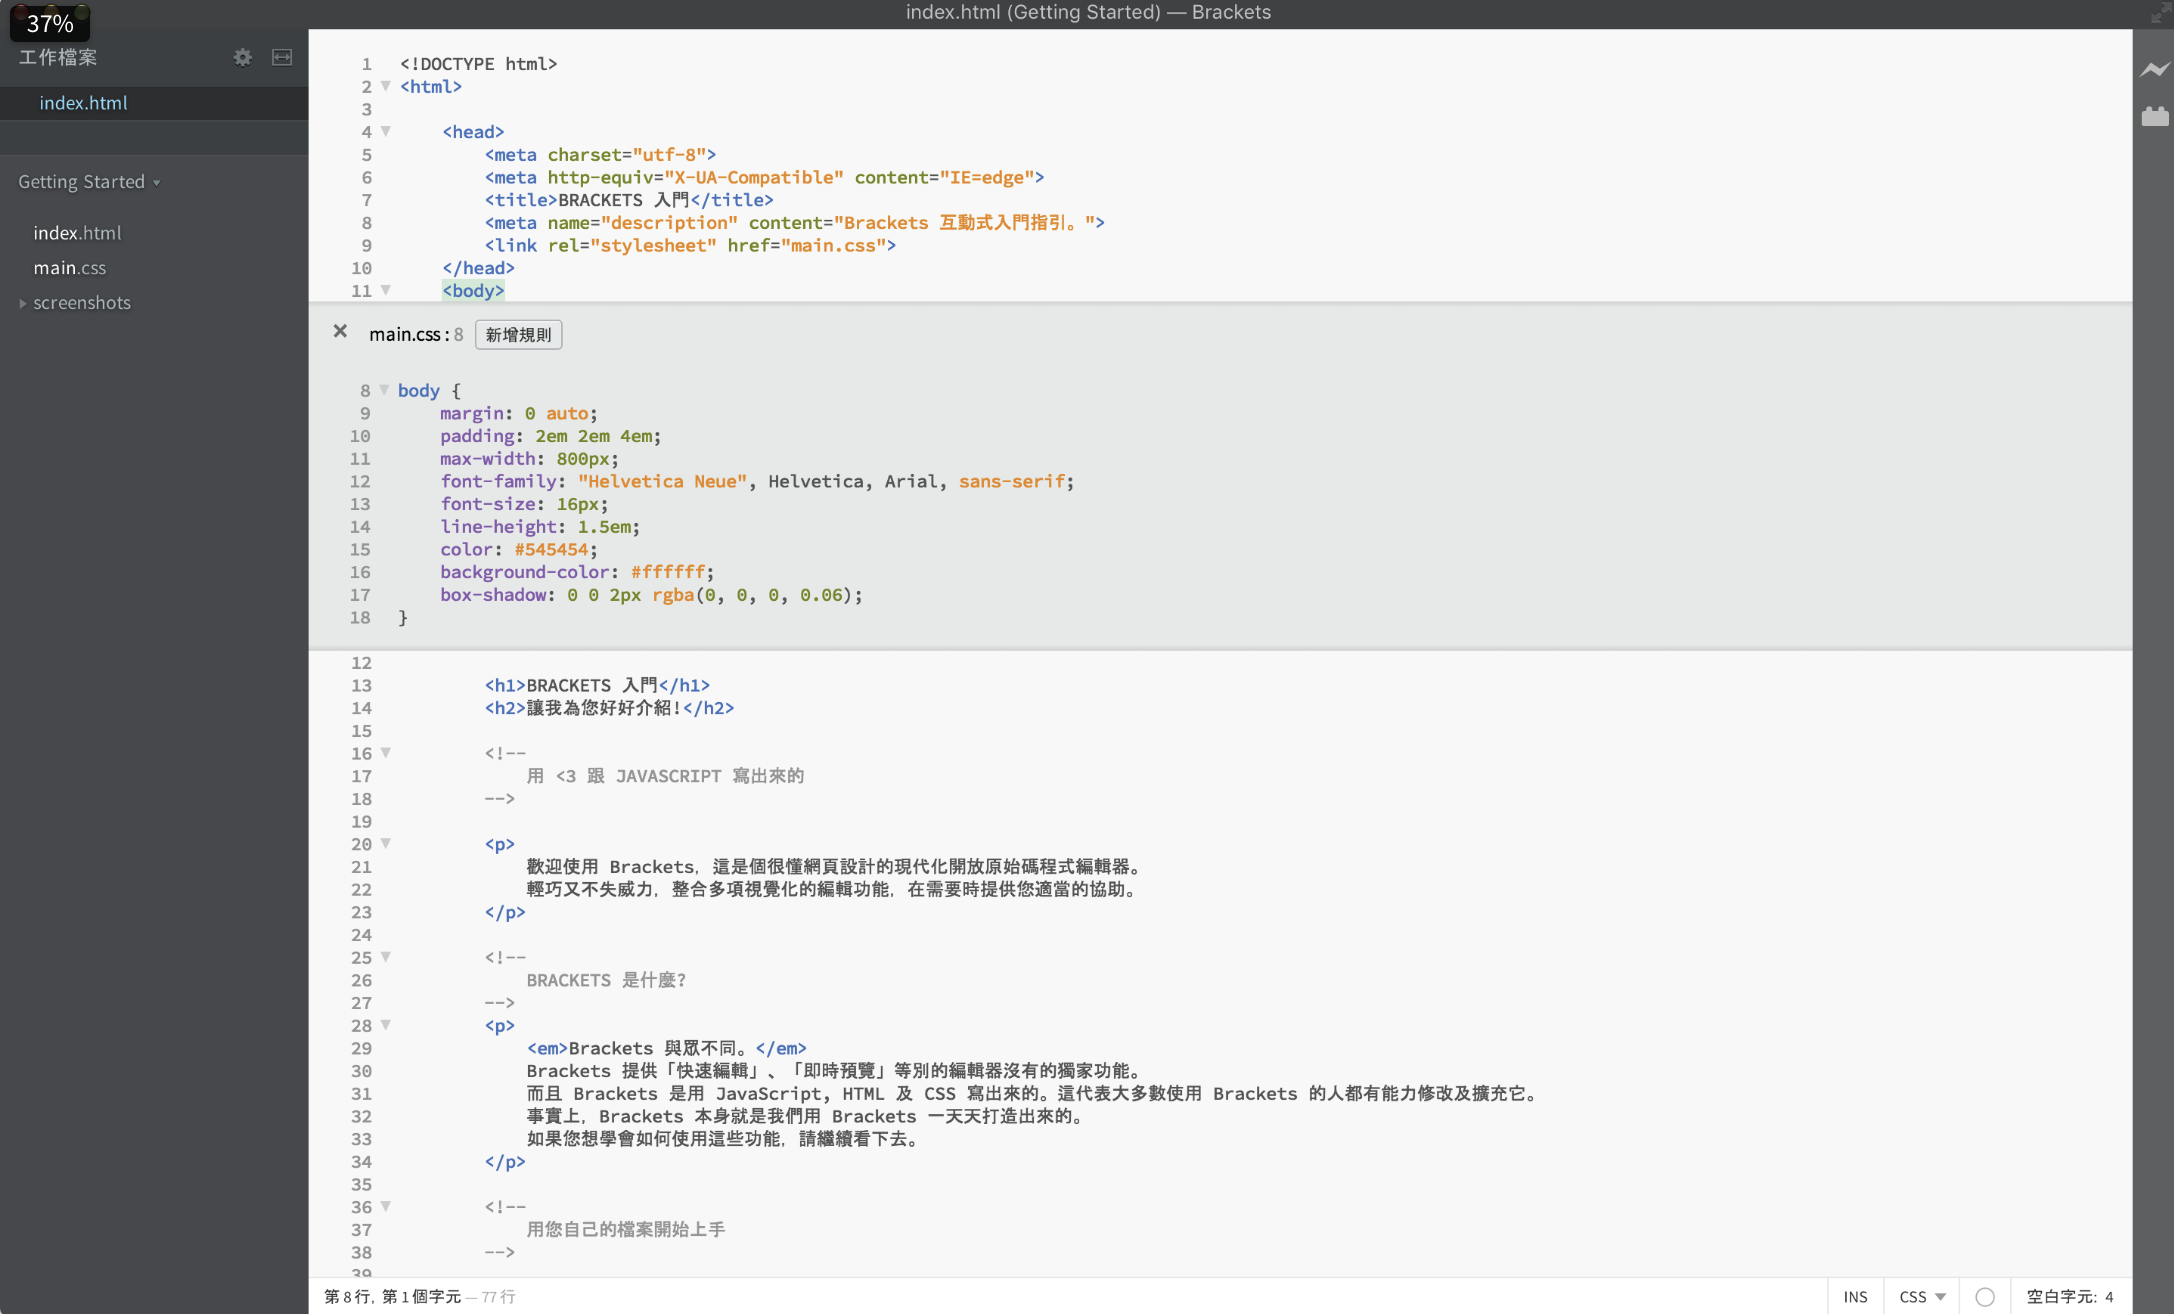 index.html (Getting Started) — Brackets
37%
工作檔案
index.html
Getting Started
index.html
main.css
screenshots
1 <!DOCTYPE html>
2 <html>
3
4 <head>
5 <meta charset="utf-8">
6 <meta http-equiv="X-UA-Compatible" content="IE=edge">
7 <title>BRACKETS 入門</title>
8 <meta name="description" content="Brackets 互動式入門指引。">
9 <link rel="stylesheet" href="main.css">
10 </head>
11 <body>
× main.css : 8 新增規則
8 body {
9 margin: 0 auto;
10 padding: 2em 2em 4em;
11 max-width: 800px;
12 font-family: "Helvetica Neue", Helvetica, Arial, sans-serif;
13 font-size: 16px;
14 line-height: 1.5em;
15 color: #545454;
16 background-color: #ffffff;
17 box-shadow: 0 0 2px rgba(0, 0, 0, 0.06);
18 }
12
13 <h1>BRACKETS 入門</h1>
14 <h2>讓我為您好好介紹!</h2>
15
16 <!--
17 用 <3 跟 JAVASCRIPT 寫出來的
18 -->
19
20 <p>
21 歡迎使用 Brackets，這是個很懂網頁設計的現代化開放原始碼程式編輯器。
22 輕巧又不失威力，整合多項視覺化的編輯功能，在需要時提供您適當的協助。
23 </p>
24
25 <!--
26 BRACKETS 是什麼?
27 -->
28 <p>
29 <em>Brackets 與眾不同。</em>
30 Brackets 提供「快速編輯」、「即時預覽」等別的編輯器沒有的獨家功能。
31 而且 Brackets 是用 JavaScript, HTML 及 CSS 寫出來的。這代表大多數使用 Brackets 的人都有能力修改及擴充它。
32 事實上，Brackets 本身就是我們用 Brackets 一天天打造出來的。
33 如果您想學會如何使用這些功能，請繼續看下去。
34 </p>
35
36 <!--
37 用您自己的檔案開始上手
38 -->
39
第 8 行, 第 1 個字元 — 77 行
INS
CSS
空白字元: 4